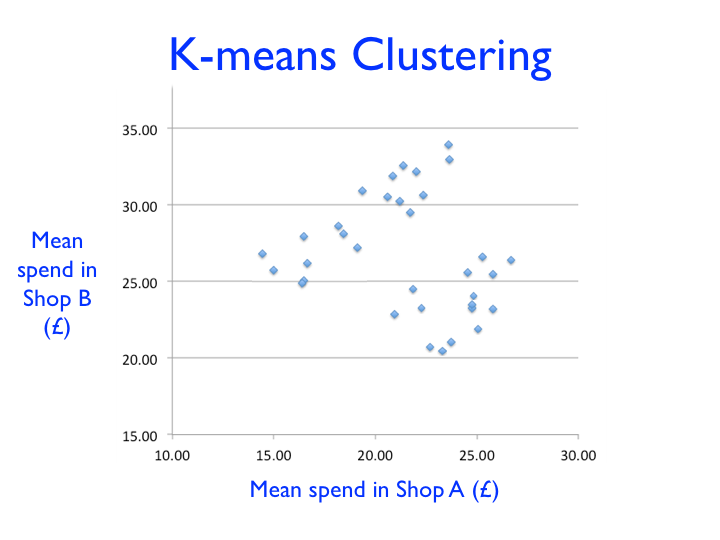 K-means Clustering
35.00
30.00
25.00
20.00
15.00
Mean
spend in
Shop B
(£)
10.00 15.00 20.00 25.00 30.00
Mean spend in Shop A (£)